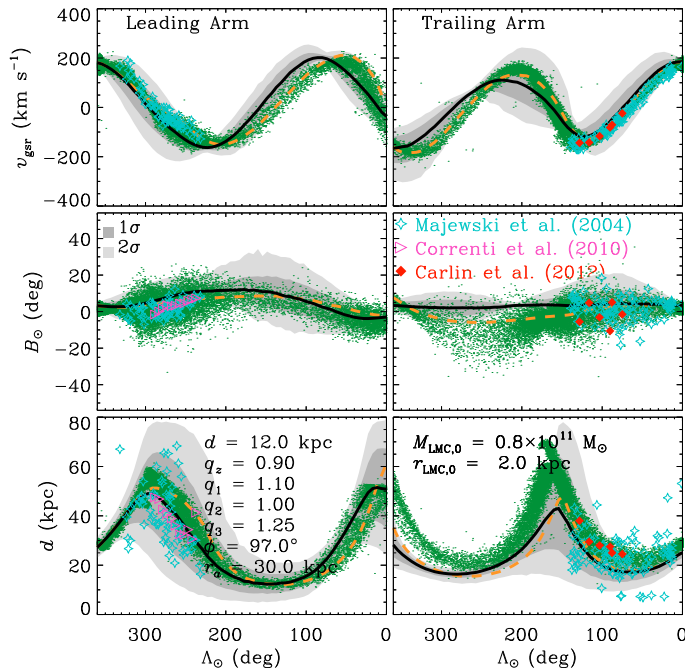 Leading Arm
Trailing Arm
400
200
0
−200
−400
v_gsr (km s⁻¹)
1σ
2σ
Majewski et al. (2004)
Correnti et al. (2010)
Carlin et al. (2012)
40
20
0
−20
−40
B⊙ (deg)
80
60
40
20
0
d (kpc)
d = 12.0 kpc
q_z = 0.90
q_1 = 1.10
q_2 = 1.00
q_3 = 1.25
ϕ = 97.0°
r_a = 30.0 kpc
M_LMC,0 = 0.8×10¹¹ M⊙
r_LMC,0 = 2.0 kpc
300 200 100 0
300 200 100 0
Λ⊙ (deg)
Λ⊙ (deg)